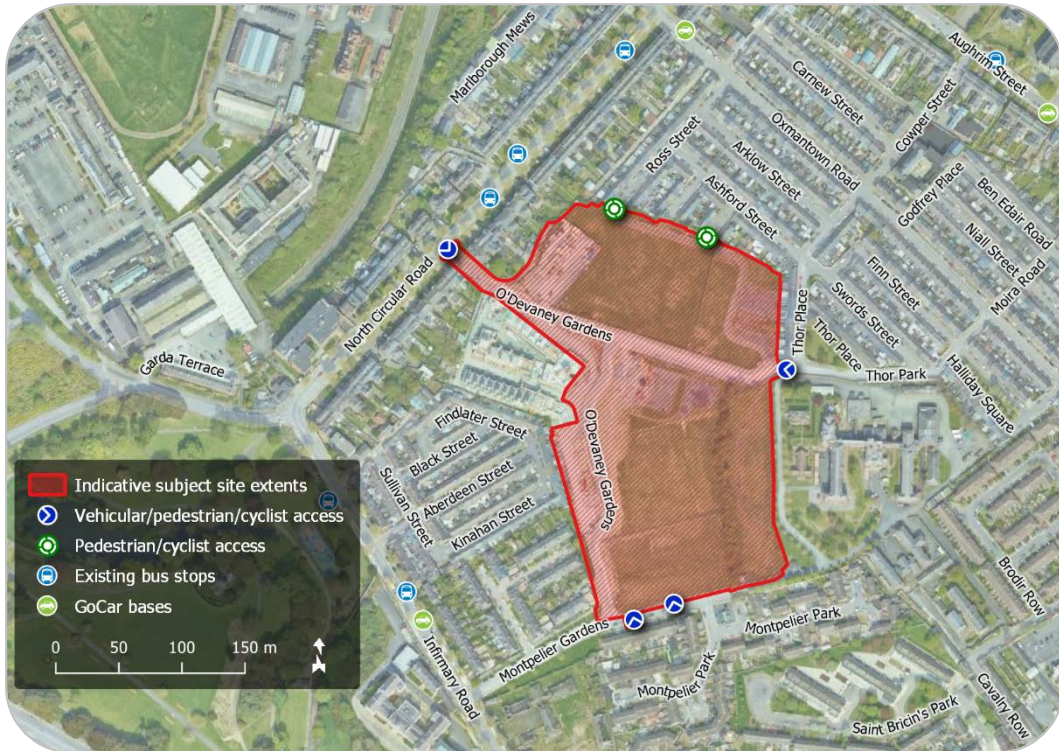 Marlborough Mews
Aughrim Street
Carnew Street
Cowper Street
Oxmantown Road
Ross Street
Arklow Street
Godfrey Place
Ben Edair Road
Ashford Street
Niall Street
Moira Road
North Circular Road
O'Devaney Gardens
Finn Street
Swords Street
Thor Place
Thor Place
Thor Park
Halliday Square
Garda Terrace
Findlater Street
Black Street
O'Devaney Gardens
Sullivan Street
Aberdeen Street
Kinahan Street
Indicative subject site extents
Vehicular/pedestrian/cyclist access
Pedestrian/cyclist access
Existing bus stops
GoCar bases
0 50 100 150 m
Infirmary Road
Montpelier Gardens
Montpelier Park
Montpelier Park
Brodir Row
Cavalry Row
Saint Bricin's Park